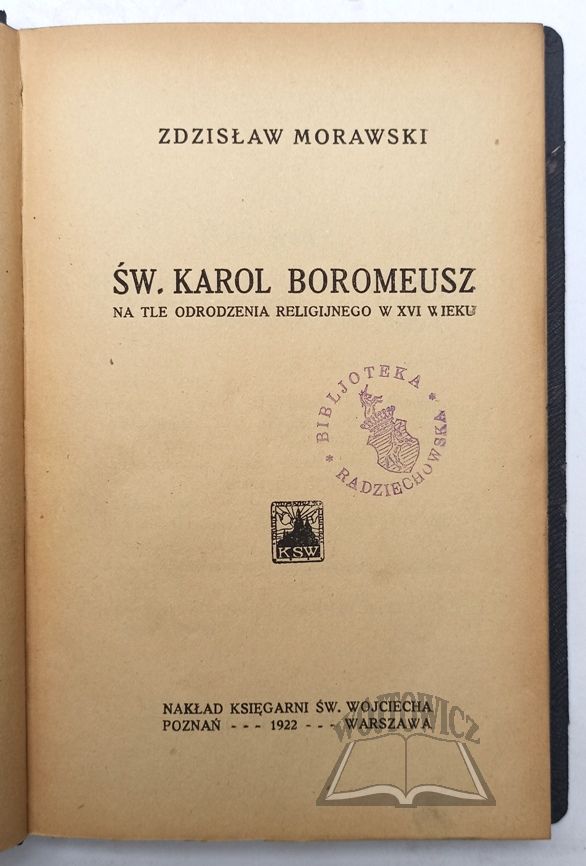 ZDZISŁAW MORAWSKI
ŚW. KAROL BOROMEUSZ
NA TLE ODRODZENIA RELIGIJNEGO W XVI WIEKU
* BIBLJOTEKA *
RADZIECHOWSKA
KSW
NAKŁAD KSIĘGARNI ŚW. WOJCIECHA
POZNAŃ - - - 1922 - - - WARSZAWA
WÓJTOWICZ